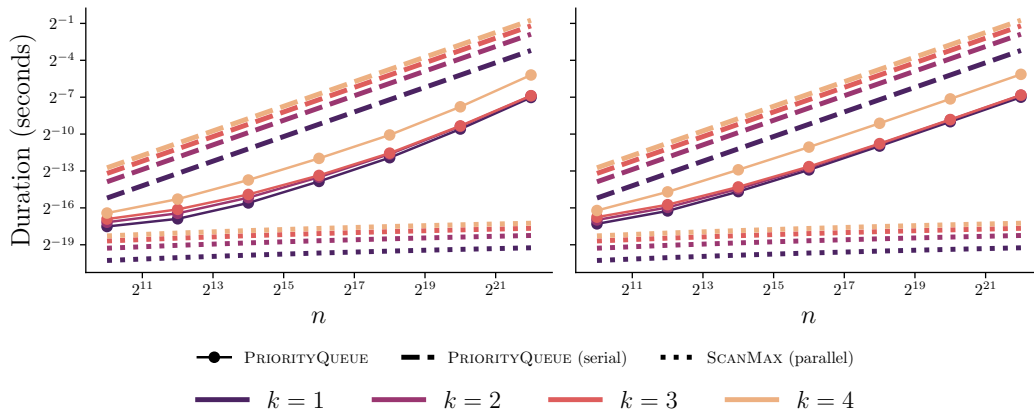 Duration (seconds)
2^{-1}
2^{-4}
2^{-7}
2^{-10}
2^{-13}
2^{-16}
2^{-19}
2^{11} 2^{13} 2^{15} 2^{17} 2^{19} 2^{21} 2^{11} 2^{13} 2^{15} 2^{17} 2^{19} 2^{21}
n n
PRIORITYQUEUE PRIORITYQUEUE (serial) SCANMAX (parallel)
k = 1 k = 2 k = 3 k = 4